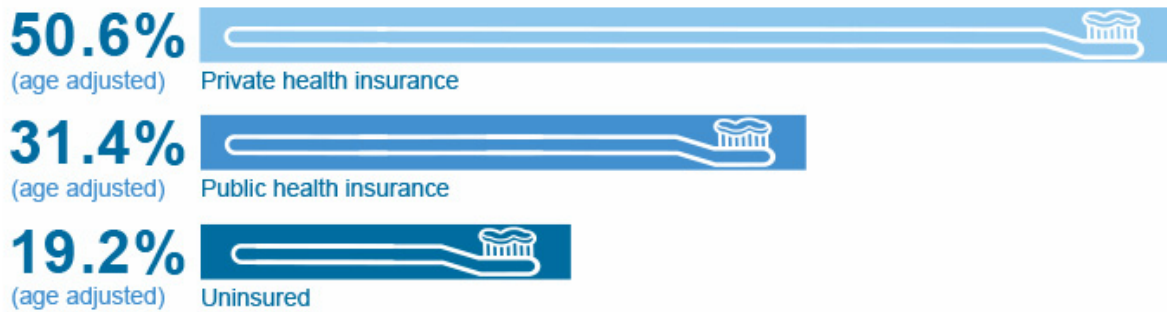 50.6%
(age adjusted) Private health insurance
31.4%
(age adjusted) Public health insurance
19.2%
(age adjusted) Uninsured